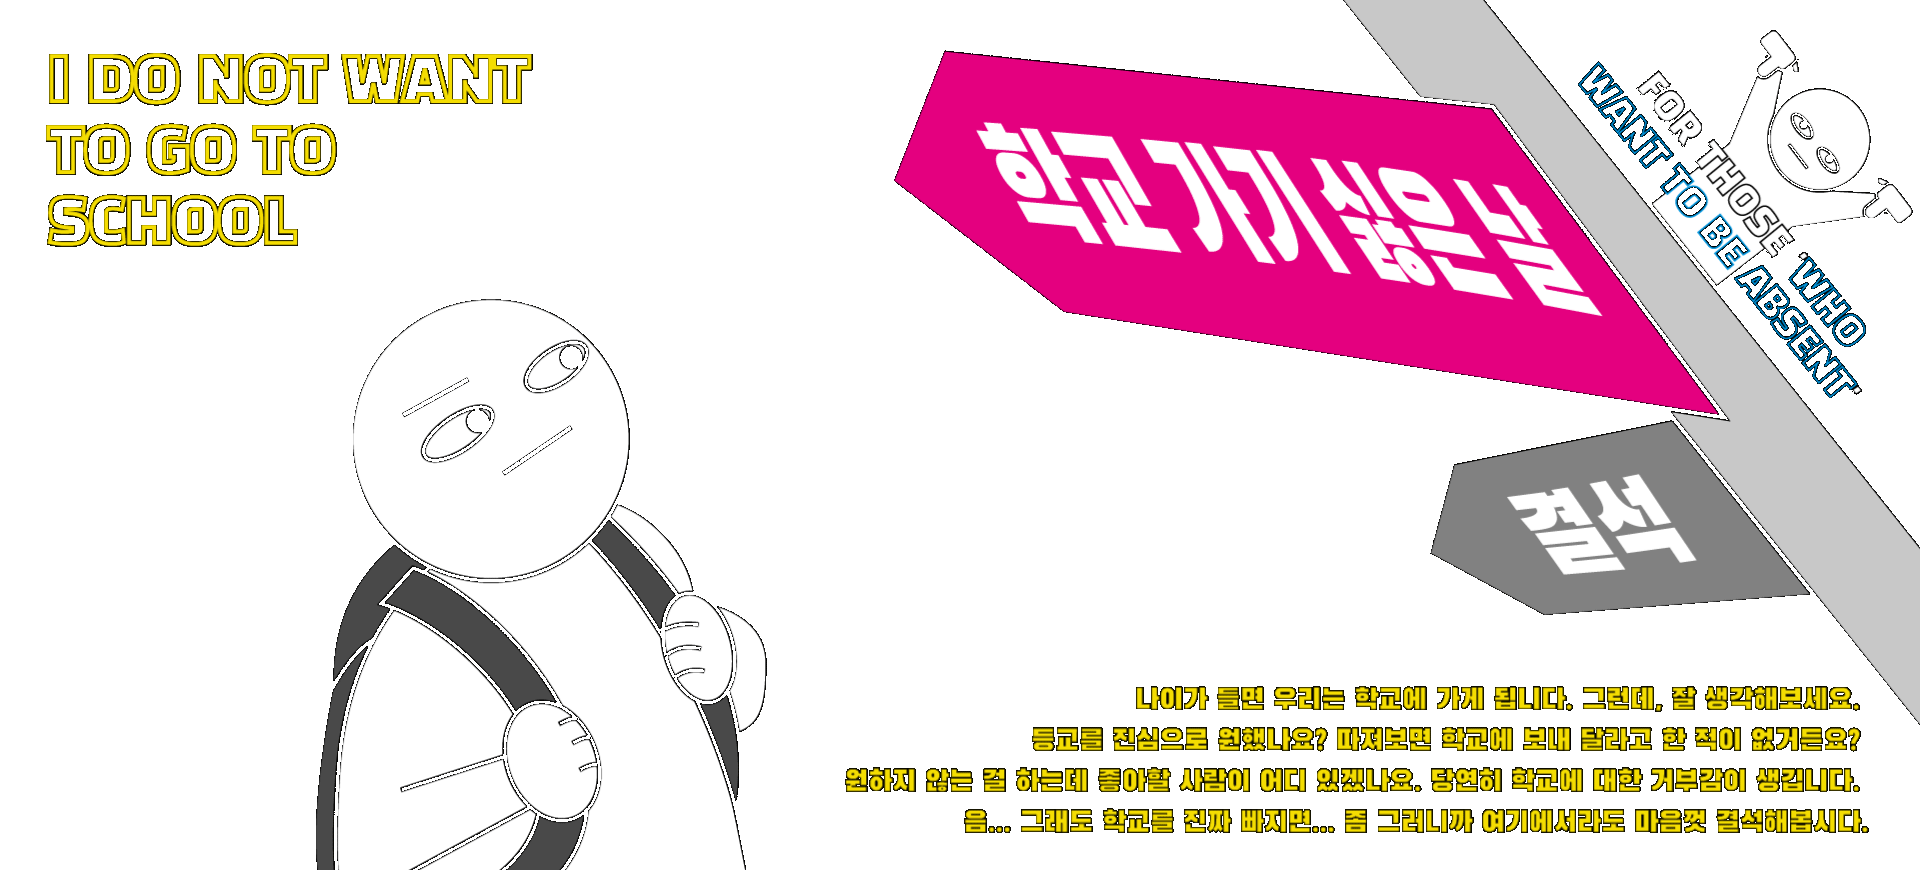 I DO NOT WANT
TO GO TO
SCHOOL
학교 가기 싫은 날
FOR THOSE 'WHO
WANT TO BE ABSENT'
결석
나이가 들면 우리는 학교에 가게 됩니다. 그런데, 잘 생각해보세요.
등교를 진심으로 원했나요? 따져보면 학교에 보내 달라고 한 적이 없거든요?
원하지 않는 걸 하는데 좋아할 사람이 어디 있겠나요. 당연히 학교에 대한 거부감이 생깁니다.
음... 그래도 학교를 진짜 빠지면... 좀 그러니까 여기에서라도 마음껏 결석해봅시다.